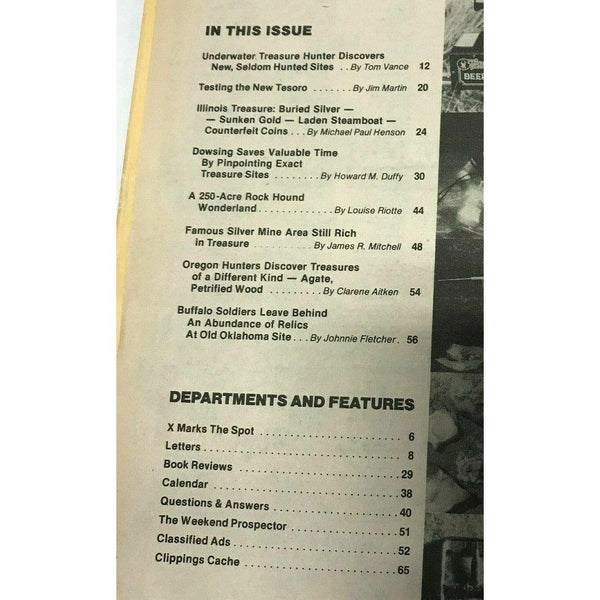 IN THIS ISSUE
Underwater Treasure Hunter Discovers
New, Seldom Hunted Sites . . By Tom Vance 12
Testing the New Tesoro . . . . . . . By Jim Martin 20
Illinois Treasure: Buried Silver —
— Sunken Gold — Laden Steamboat —
Counterfeit Coins . . . By Michael Paul Henson 24
Dowsing Saves Valuable Time
By Pinpointing Exact
Treasure Sites . . . . . . . . By Howard M. Duffy 30
A 250-Acre Rock Hound
Wonderland . . . . . . . . . . . . By Louise Riotte 44
Famous Silver Mine Area Still Rich
in Treasure . . . . . . . . . By James R. Mitchell 48
Oregon Hunters Discover Treasures
of a Different Kind — Agate,
Petrified Wood . . . . . . . . By Clarene Aitken 54
Buffalo Soldiers Leave Behind
An Abundance of Relics
At Old Oklahoma Site . . . By Johnnie Fletcher . 56
DEPARTMENTS AND FEATURES
X Marks The Spot . . . . . . . . . . . . . . . . . . . . 6
Letters . . . . . . . . . . . . . . . . . . . . . . . . . . . 8
Book Reviews . . . . . . . . . . . . . . . . . . . . . . 29
Calendar . . . . . . . . . . . . . . . . . . . . . . . . . 38
Questions & Answers . . . . . . . . . . . . . . . . . 40
The Weekend Prospector . . . . . . . . . . . . . . 51
Classified Ads . . . . . . . . . . . . . . . . . . . . . . 52
Clippings Cache . . . . . . . . . . . . . . . . . . . . 65